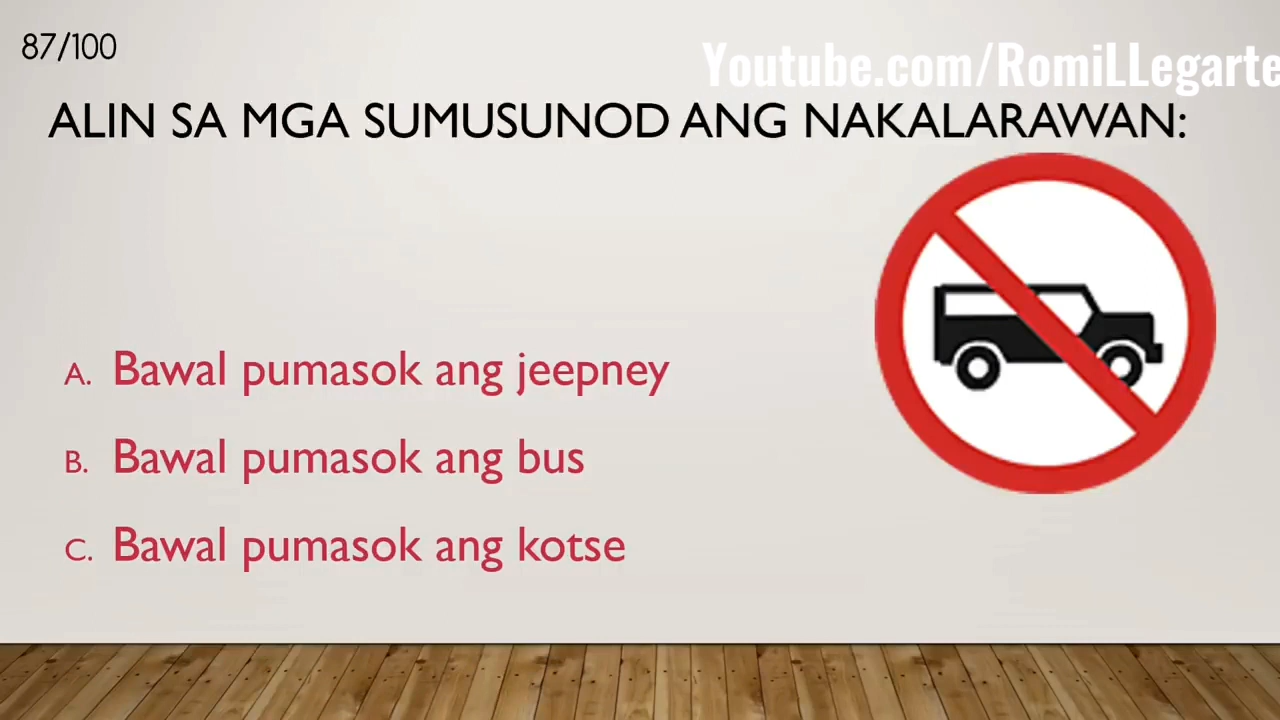 87/100
Youtube.com/RomiLLegarte
ALIN SA MGA SUMUSUNOD ANG NAKALARAWAN:
A. Bawal pumasok ang jeepney
B. Bawal pumasok ang bus
C. Bawal pumasok ang kotse